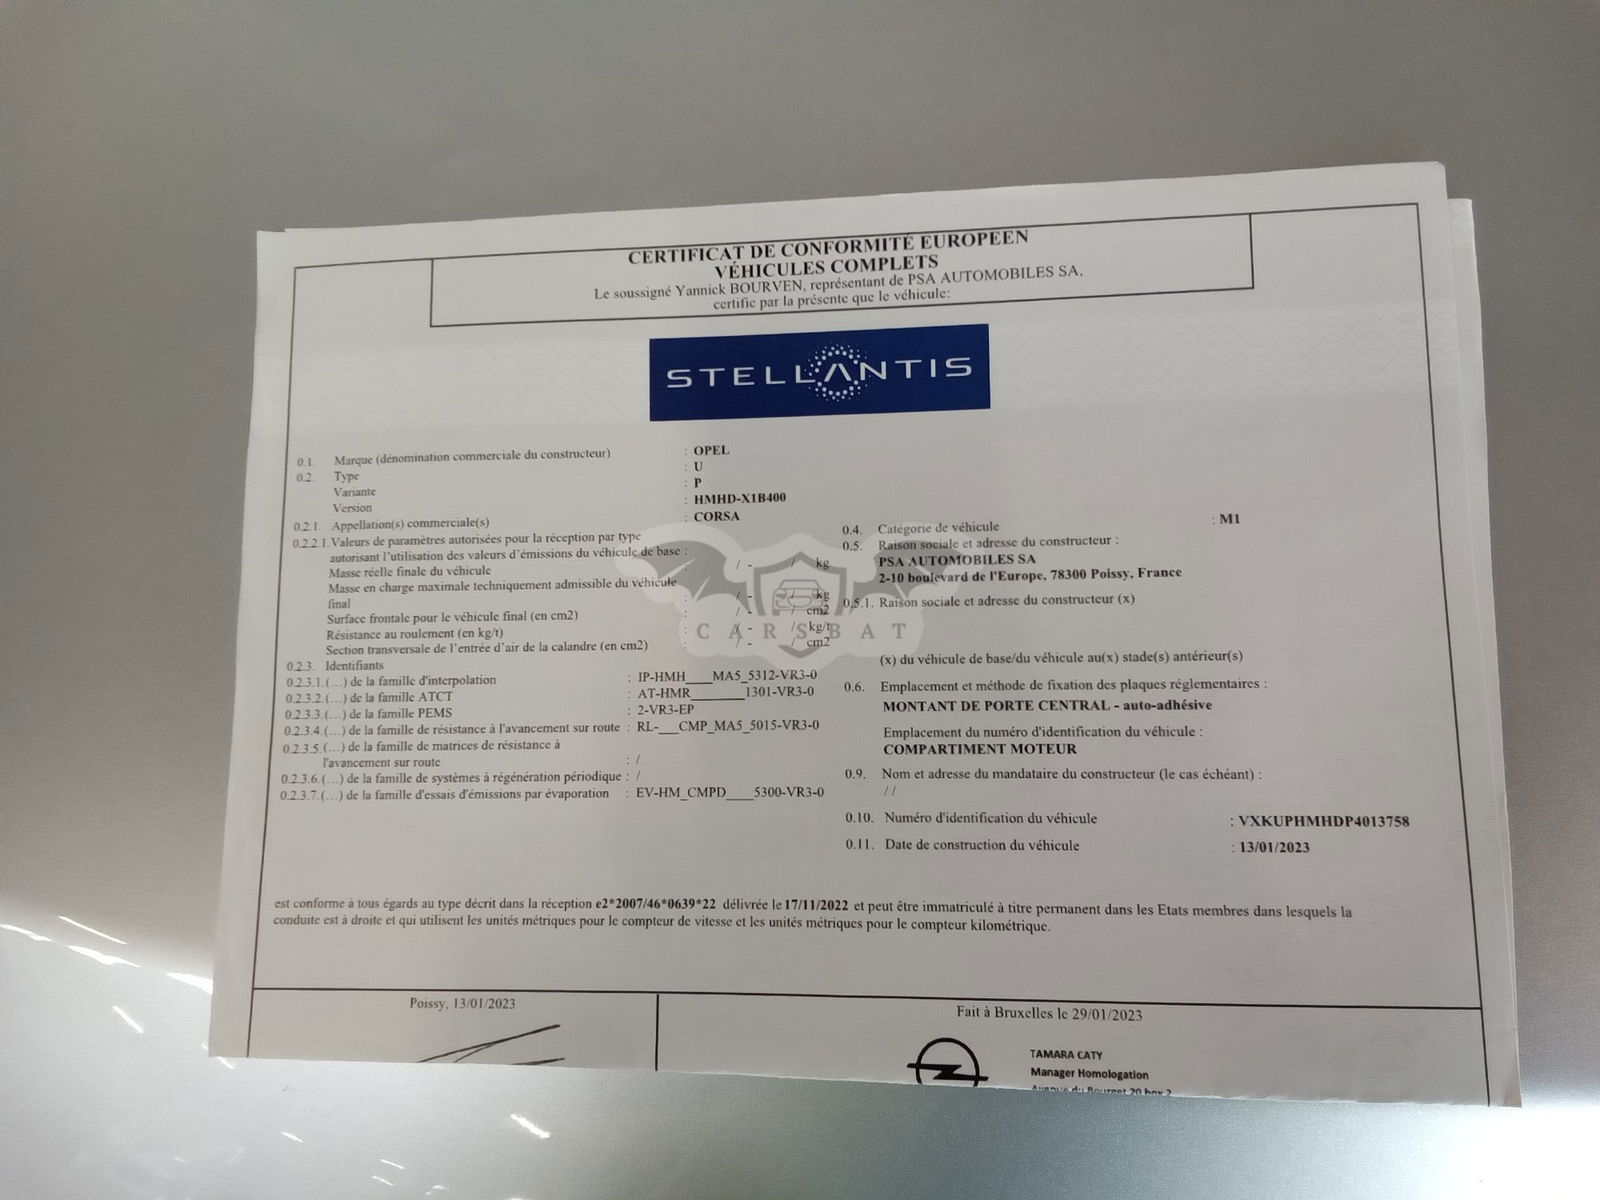 CERTIFICAT DE CONFORMITÉ EUROPEEN
VÉHICULES COMPLETS
Le soussigné Yannick BOURVEN, représentant de PSA AUTOMOBILES SA,
certifie par la présente que le véhicule:
STELLANTIS
0.1. Marque (dénomination commerciale du constructeur) : OPEL
0.2. Type : U
Variante : P
Version : HMHD-X1B400
0.2.1. Appellation(s) commerciale(s) : CORSA
0.2.2.1. Valeurs de paramètres autorisées pour la réception par type
autorisant l'utilisation des valeurs d'émissions du véhicule de base :
Masse réelle finale du véhicule : / - / kg
Masse en charge maximale techniquement admissible du véhicule
final : / - / kg
Surface frontale pour le véhicule final (en cm2) : / - / cm2
Résistance au roulement (en kg/t) : / - / kg/t
Section transversale de l'entrée d'air de la calandre (en cm2) : / - / cm2
0.2.3. Identifiants
0.2.3.1.(...) de la famille d'interpolation : IP-HMH____MA5_5312-VR3-0
0.2.3.2.(...) de la famille ATCT : AT-HMR________1301-VR3-0
0.2.3.3.(...) de la famille PEMS : 2-VR3-EP
0.2.3.4.(...) de la famille de résistance à l'avancement sur route : RL-___CMP_MA5_5015-VR3-0
0.2.3.5.(...) de la famille de matrices de résistance à
l'avancement sur route : /
0.2.3.6.(...) de la famille de systèmes à régénération périodique : /
0.2.3.7.(...) de la famille d'essais d'émissions par évaporation : EV-HM_CMPD____5300-VR3-0
0.4. Catégorie de véhicule : M1
0.5. Raison sociale et adresse du constructeur :
PSA AUTOMOBILES SA
2-10 boulevard de l'Europe, 78300 Poissy, France
0.5.1. Raison sociale et adresse du constructeur (x)
(x) du véhicule de base/du véhicule au(x) stade(s) antérieur(s)
0.6. Emplacement et méthode de fixation des plaques réglementaires :
MONTANT DE PORTE CENTRAL - auto-adhésive
Emplacement du numéro d'identification du véhicule :
COMPARTIMENT MOTEUR
0.9. Nom et adresse du mandataire du constructeur (le cas échéant) :
/ /
0.10. Numéro d'identification du véhicule : VXKUPHMHDP4013758
0.11. Date de construction du véhicule : 13/01/2023
CARSBAT
est conforme à tous égards au type décrit dans la réception e2*2007/46*0639*22 délivrée le 17/11/2022 et peut être immatriculé à titre permanent dans les Etats membres dans lesquels la
conduite est à droite et qui utilisent les unités métriques pour le compteur de vitesse et les unités métriques pour le compteur kilométrique.
Poissy, 13/01/2023
Fait à Bruxelles le 29/01/2023
TAMARA CATY
Manager Homologation
Avenue du Bourget 20 box 2